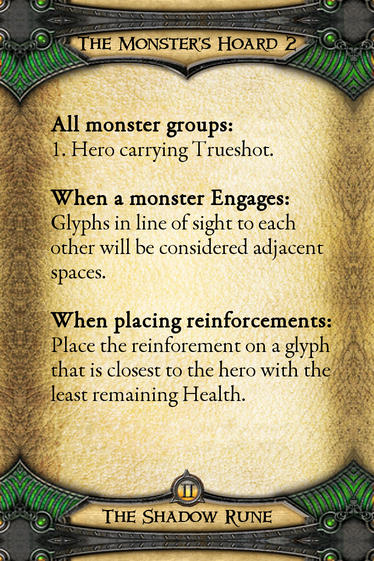 The Monster's Hoard 2
All monster groups:
1. Hero carrying Trueshot.
When a monster Engages:
Glyphs in line of sight to each
other will be considered adjacent
spaces.
When placing reinforcements:
Place the reinforement on a glyph
that is closest to the hero with the
least remaining Health.
II
The Shadow Rune